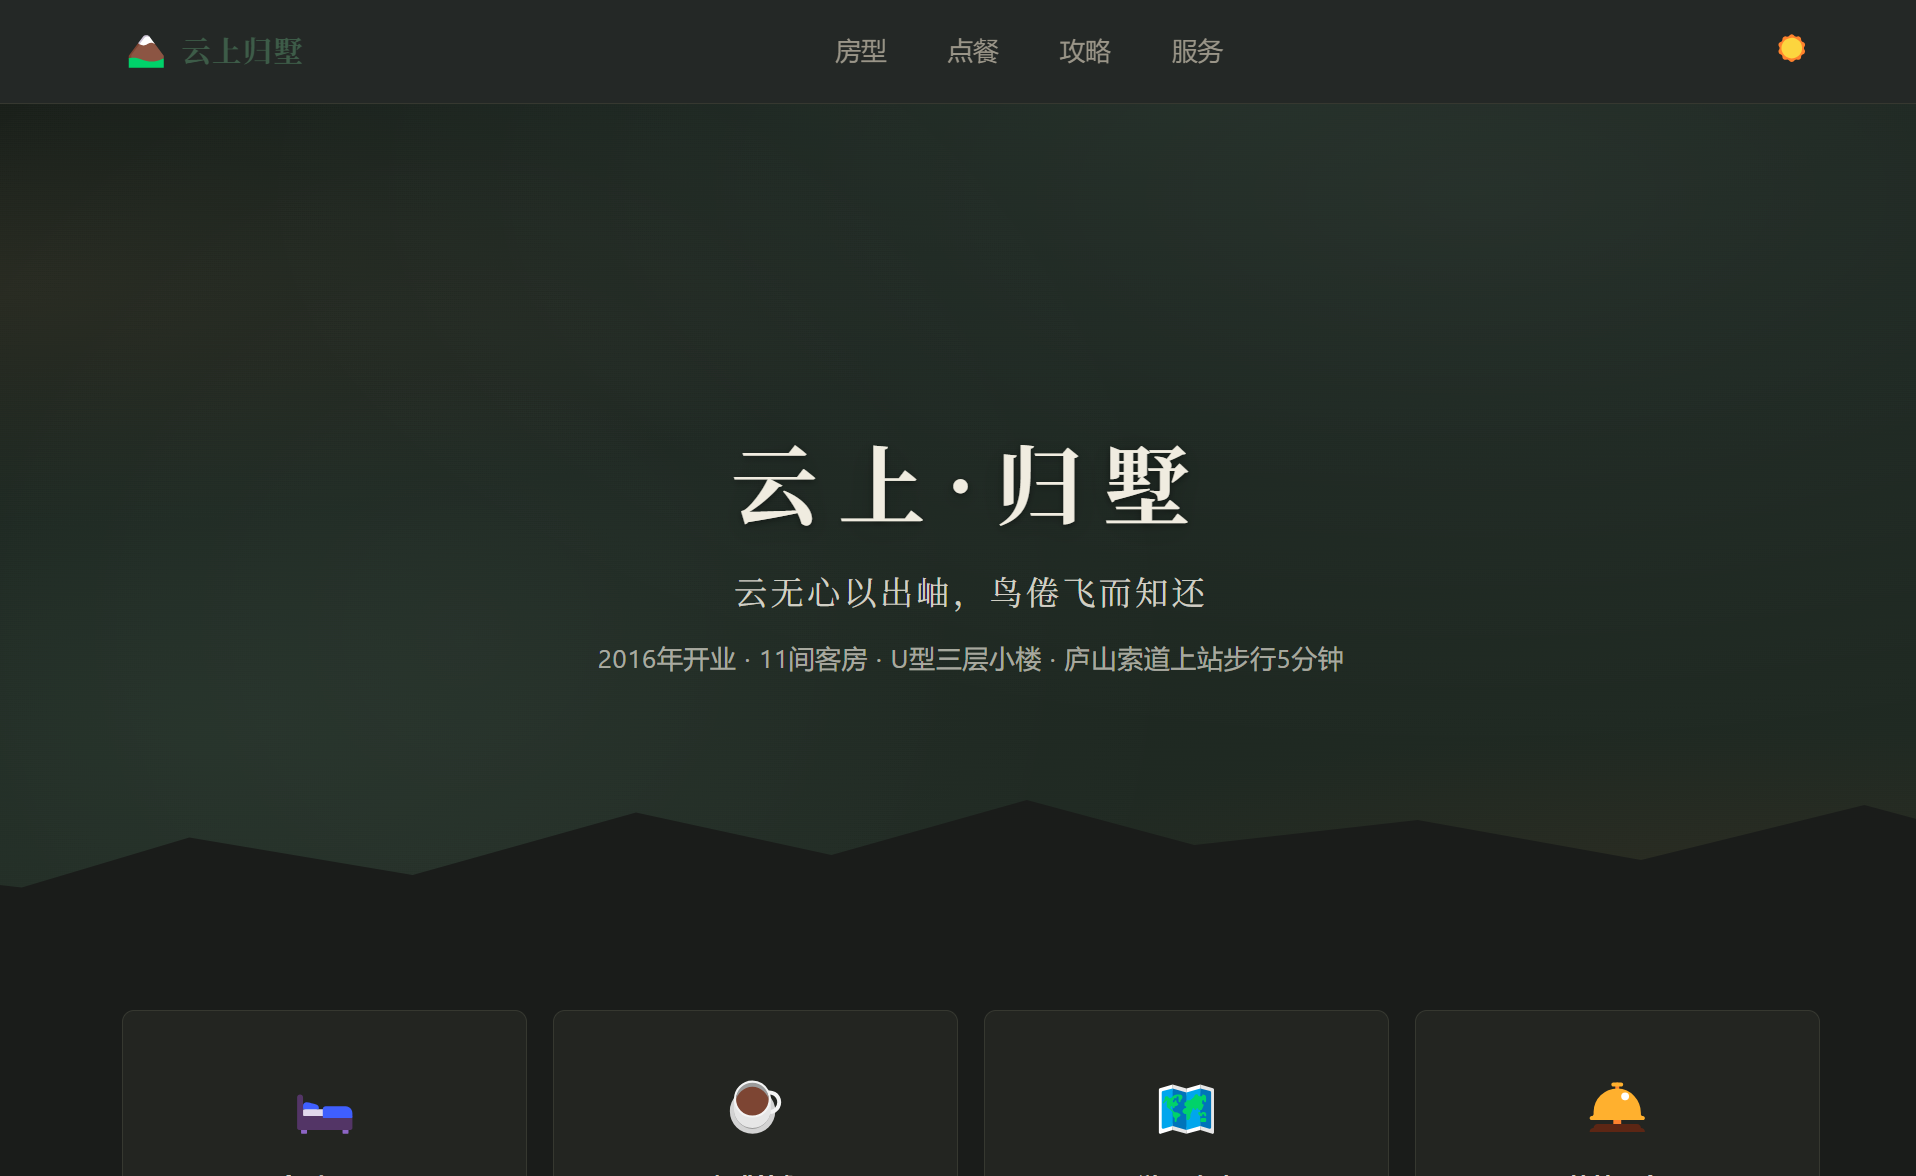 云上归墅
房型 点餐 攻略 服务
云上·归墅
云无心以出岫，鸟倦飞而知还
2016年开业 · 11间客房 · U型三层小楼 · 庐山索道上站步行5分钟